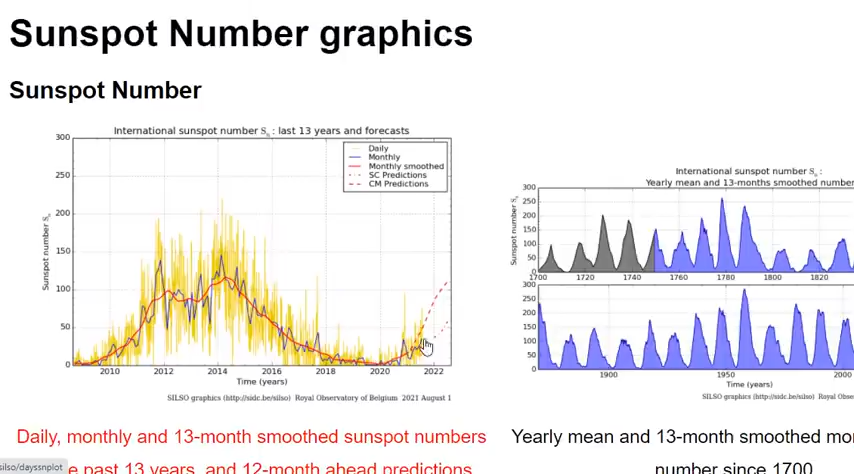 Sunspot Number graphics
Sunspot Number
International sunspot number Sn : last 13 years and forecasts
300
250
200
150
100
50
0
Sunspot number Sn
Daily
Monthly
Monthly smoothed
SC Predictions
CM Predictions
2010 2012 2014 2016 2018 2020 2022
Time (years)
SILSO graphics (http://sidc.be/silso) Royal Observatory of Belgium 2021 August 1
Daily, monthly and 13-month smoothed sunspot numbers
e past 13 years, and 12-month ahead predictions
International sunspot number Sn :
Yearly mean and 13-months smoothed number
300
250
200
150
100
50
0
Sunspot number Sn
1700 1720 1740 1760 1780 1800 1820
300
250
200
150
100
50
0
1900 1950 2000
Time (years)
SILSO graphics (http://sidc.be/silso) Royal Obser
Yearly mean and 13-month smoothed mo
number since 1700
silso/dayssnplot